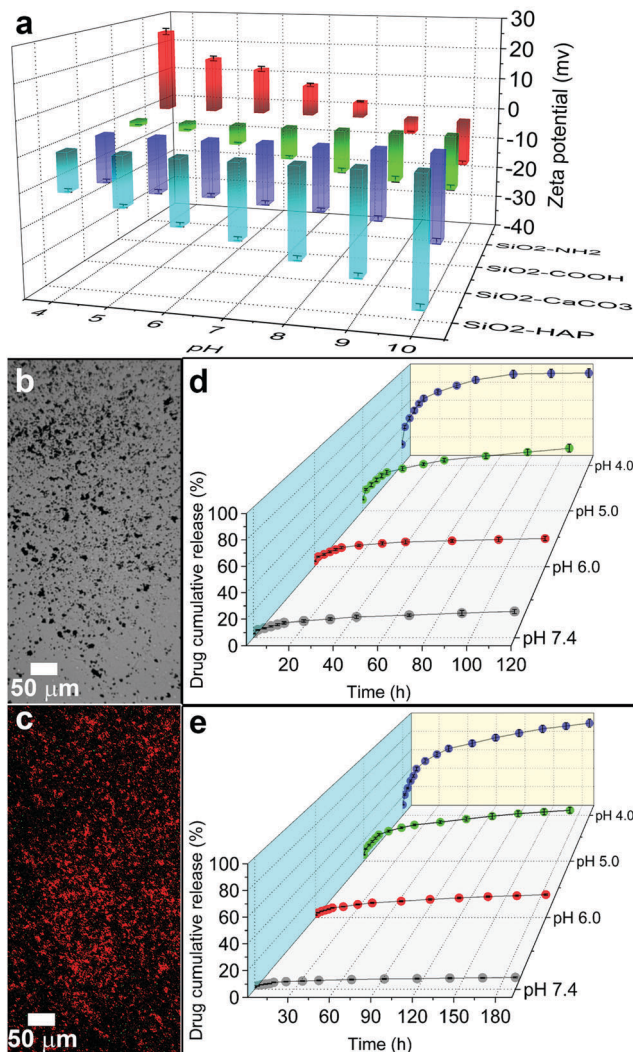 a
30
20
10
0
-10
-20
-30
-40
Zeta potential (mv)
SiO2-NH2
SiO2-COOH
SiO2-CaCO3
SiO2-HAP
4 5 6 7 8 9 10
pH
b
50 μm
c
50 μm
d
Drug cumulative release (%)
100
80
60
40
20
0
20 40 60 80 100 120
Time (h)
pH 4.0
pH 5.0
pH 6.0
pH 7.4
e
Drug cumulative release (%)
100
80
60
40
20
0
30 60 90 120 150 180
Time (h)
pH 4.0
pH 5.0
pH 6.0
pH 7.4